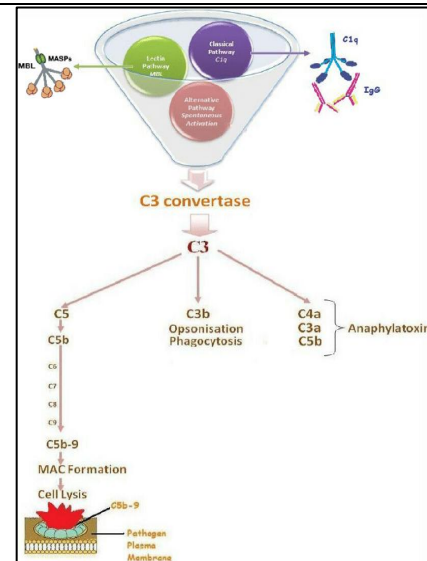 MBL
MASPs
Lectin
Pathway
MBL
Classical
Pathway
C1q
C1q
IgG
Alternative
Pathway
Spontaneous
Activation
C3 convertase
C3
C5
C5b
C6
C7
C8
C9
C5b-9
MAC Formation
Cell Lysis
C5b-9
Pathogen
Plasma
Membrane
C3b
Opsonisation
Phagocytosis
C4a
C3a
C5b
Anaphylatoxin